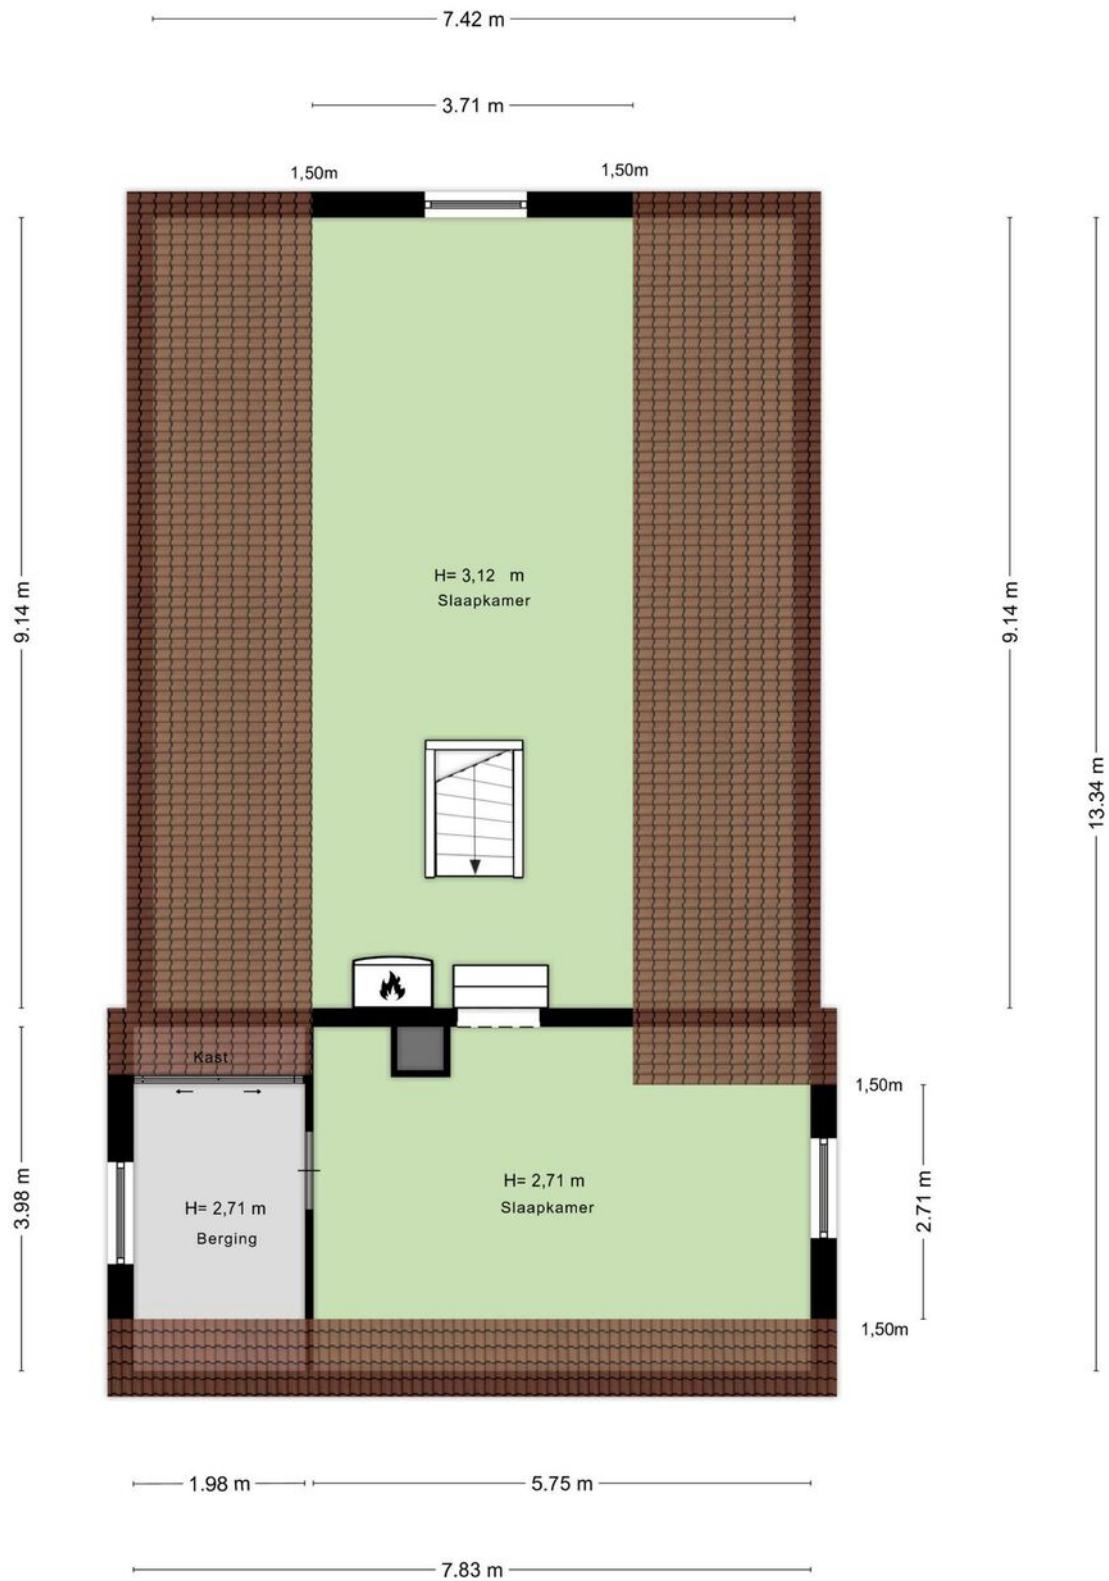 7.42 m
3.71 m
1,50m
1,50m
9.14 m
9.14 m
13.34 m
H= 3,12 m
Slaapkamer
Kast
1,50m
3.98 m
H= 2,71 m
Berging
H= 2,71 m
Slaapkamer
2.71 m
1,50m
1.98 m
5.75 m
7.83 m